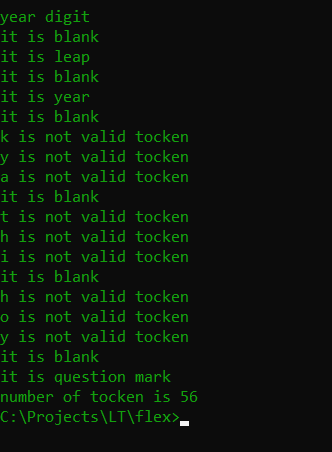 year digit
it is blank
it is leap
it is blank
it is year
it is blank
k is not valid tocken
y is not valid tocken
a is not valid tocken
it is blank
t is not valid tocken
h is not valid tocken
i is not valid tocken
it is blank
h is not valid tocken
o is not valid tocken
y is not valid tocken
it is blank
it is question mark
number of tocken is 56
C:\Projects\LT\flex>